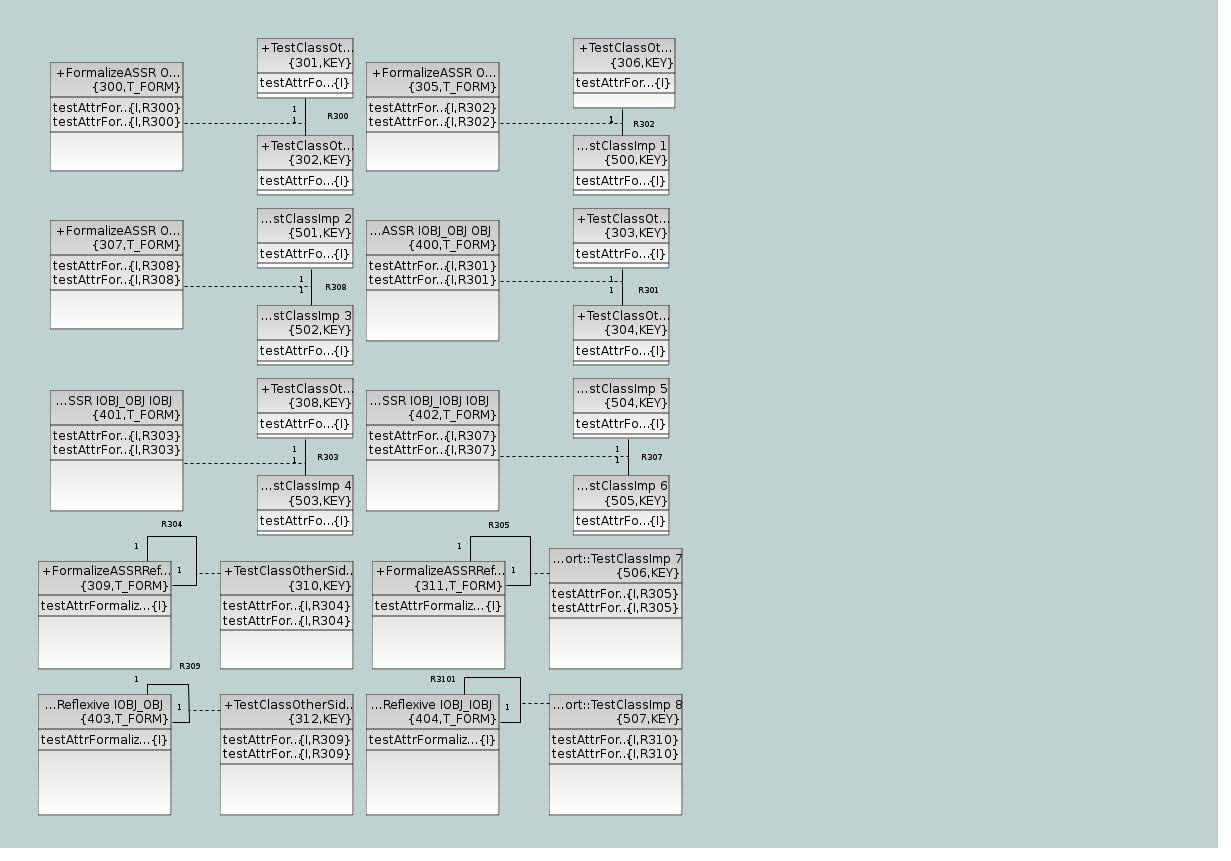 +FormalizeASSR O...
{300,T_FORM}
testAttrFor...{I,R300}
testAttrFor...{I,R300}
+TestClassOt...
{301,KEY}
testAttrFo...{I}
1
1
R300
+TestClassOt...
{302,KEY}
testAttrFo...{I}
+FormalizeASSR O...
{305,T_FORM}
testAttrFor...{I,R302}
testAttrFor...{I,R302}
+TestClassOt...
{306,KEY}
testAttrFor...{I}
1
R302
...stClassImp 1
{500,KEY}
testAttrFo...{I}
+FormalizeASSR O...
{307,T_FORM}
testAttrFor...{I,R308}
testAttrFor...{I,R308}
...stClassImp 2
{501,KEY}
testAttrFo...{I}
1
1
R308
...stClassImp 3
{502,KEY}
testAttrFo...{I}
...ASSR IOBJ_OBJ OBJ
{400,T_FORM}
testAttrFor...{I,R301}
testAttrFor...{I,R301}
+TestClassOt...
{303,KEY}
testAttrFo...{I}
1
1
R301
+TestClassOt...
{304,KEY}
testAttrFo...{I}
...SSR IOBJ_OBJ IOBJ
{401,T_FORM}
testAttrFor...{I,R303}
testAttrFor...{I,R303}
+TestClassOt...
{308,KEY}
testAttrFo...{I}
1
1
R303
...stClassImp 4
{503,KEY}
testAttrFo...{I}
...SSR IOBJ_IOBJ IOBJ
{402,T_FORM}
testAttrFor...{I,R307}
testAttrFor...{I,R307}
...stClassImp 5
{504,KEY}
testAttrFo...{I}
1
1
R307
...stClassImp 6
{505,KEY}
testAttrFo...{I}
R304
1
1
+FormalizeASSRRef...
{309,T_FORM}
testAttrFormaliz...{I}
+TestClassOtherSid...
{310,KEY}
testAttrFor...{I,R304}
testAttrFor...{I,R304}
R305
1
1
+FormalizeASSRRef...
{311,T_FORM}
testAttrFormaliz...{I}
...ort::TestClassImp 7
{506,KEY}
testAttrFor...{I,R305}
testAttrFor...{I,R305}
R309
1
1
...Reflexive IOBJ_OBJ
{403,T_FORM}
testAttrFormaliz...{I}
+TestClassOtherSid...
{312,KEY}
testAttrFor...{I,R309}
testAttrFor...{I,R309}
R3101
1
...Reflexive IOBJ_IOBJ
{404,T_FORM}
testAttrFormaliz...{I}
...ort::TestClassImp 8
{507,KEY}
testAttrFor...{I,R310}
testAttrFor...{I,R310}